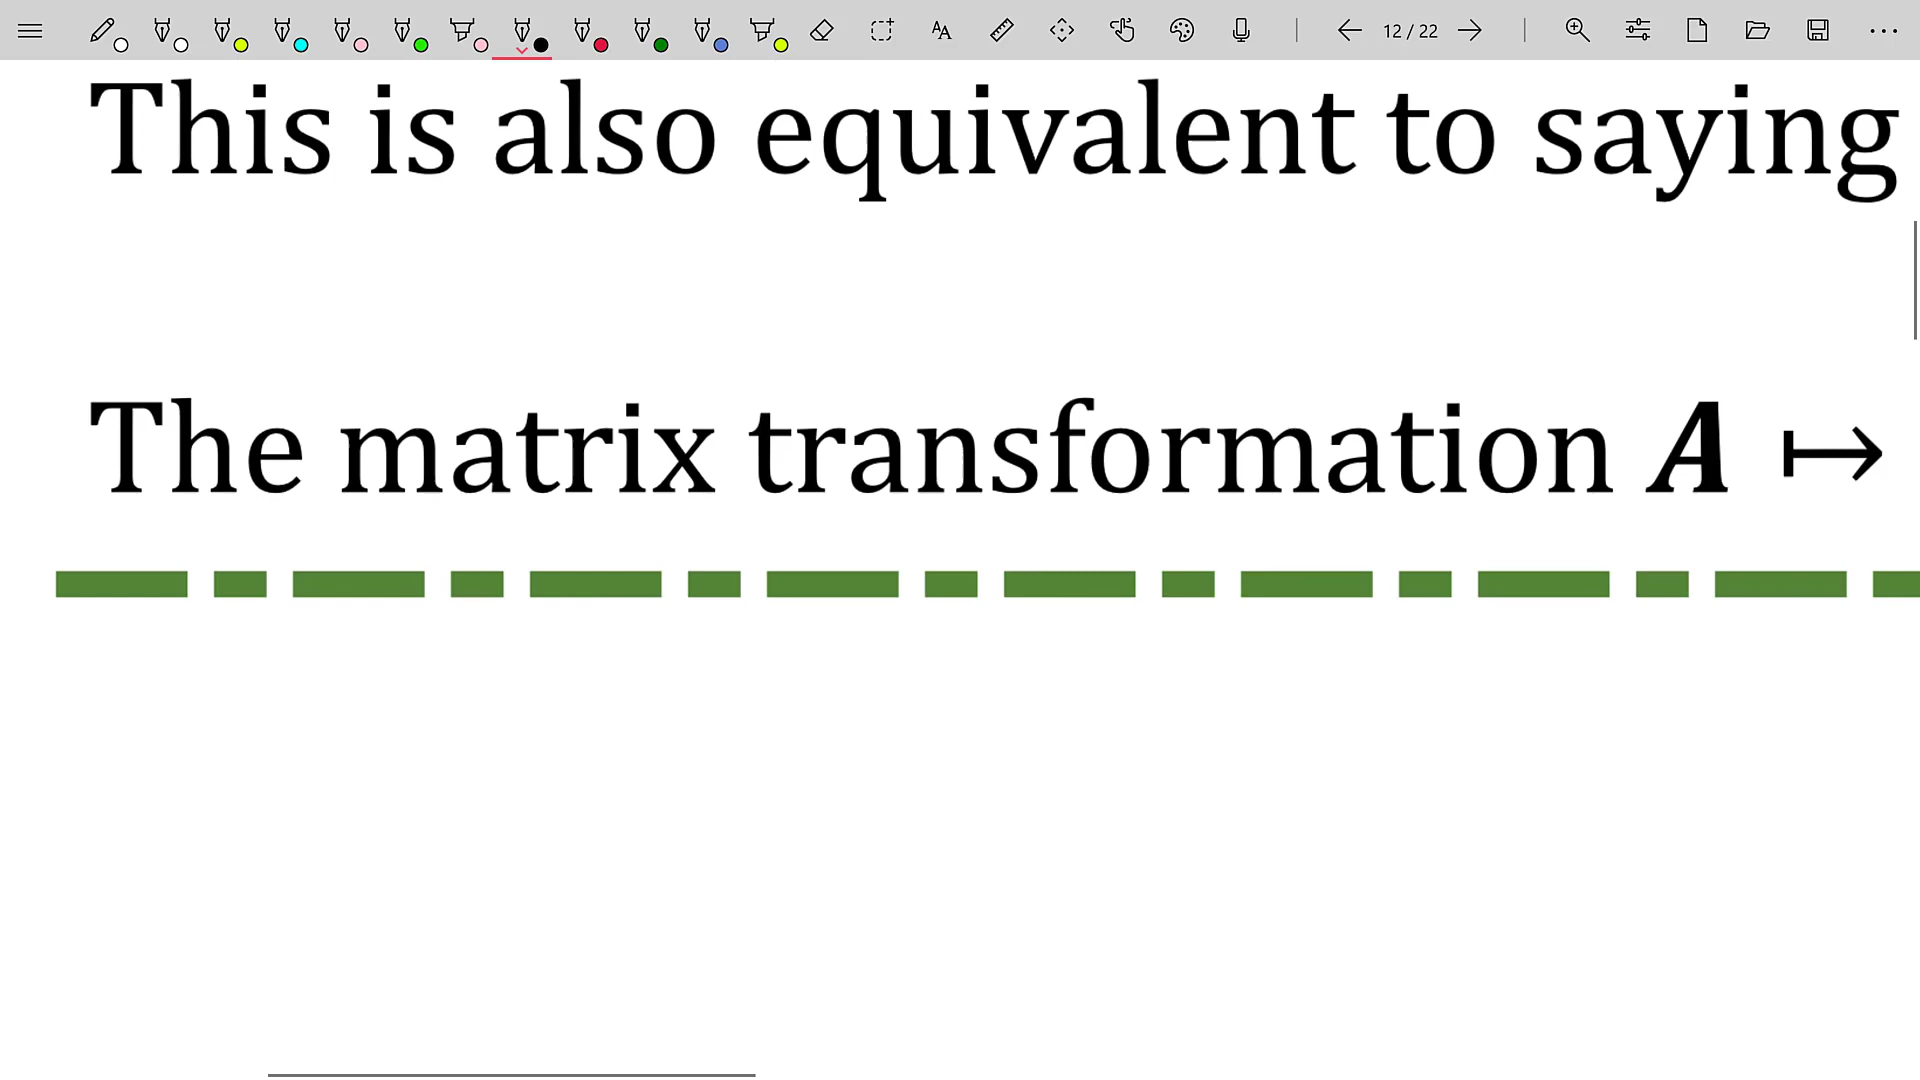 12 / 22
This is also equivalent to saying
The matrix transformation A ↦